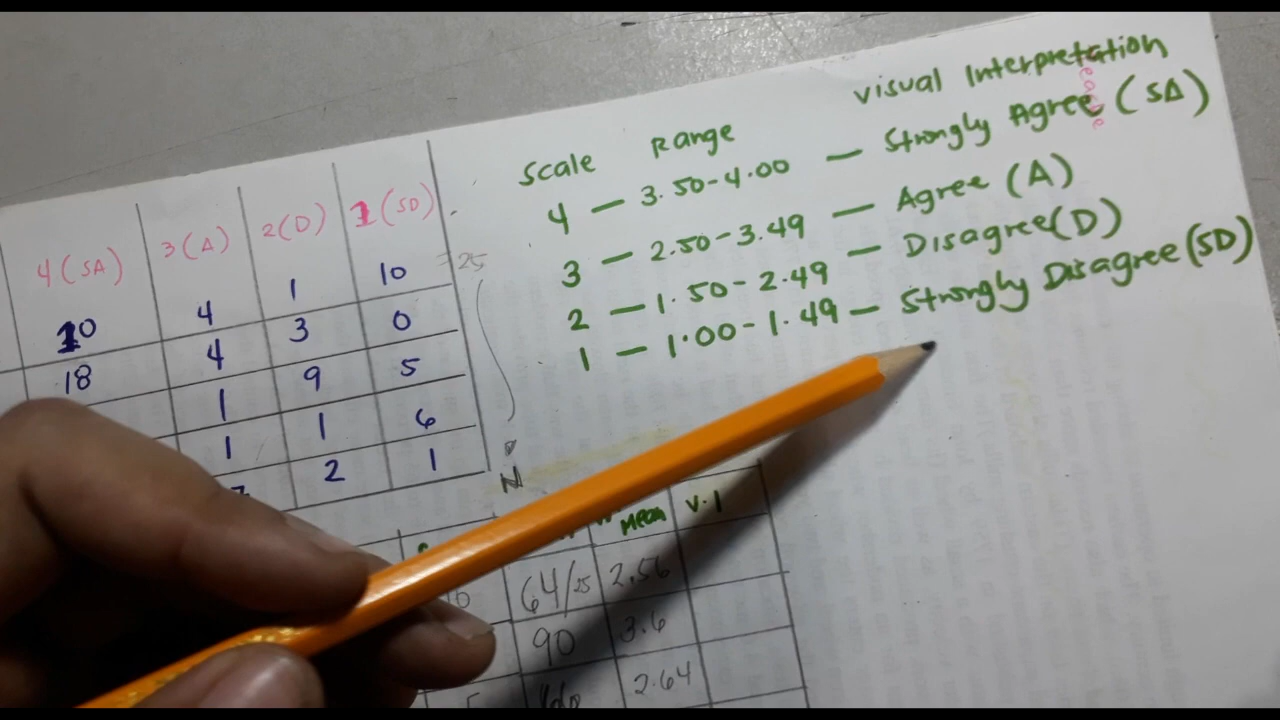 4 (SA) 3 (A) 2 (D) 1 (SD)
10 4 1 10 = 25
18 4 3 0
1 9 5
1 1 6
2 1
N
Visual Interpretation
Scale Range
4 — 3.50-4.00 — Strongly Agree (SA)
3 — 2.50-3.49 — Agree (A)
2 — 1.50-2.49 — Disagree (D)
1 — 1.00-1.49 — Strongly Disagree (SD)
Mean V.I
64/25 2.56
90 3.6
2.64